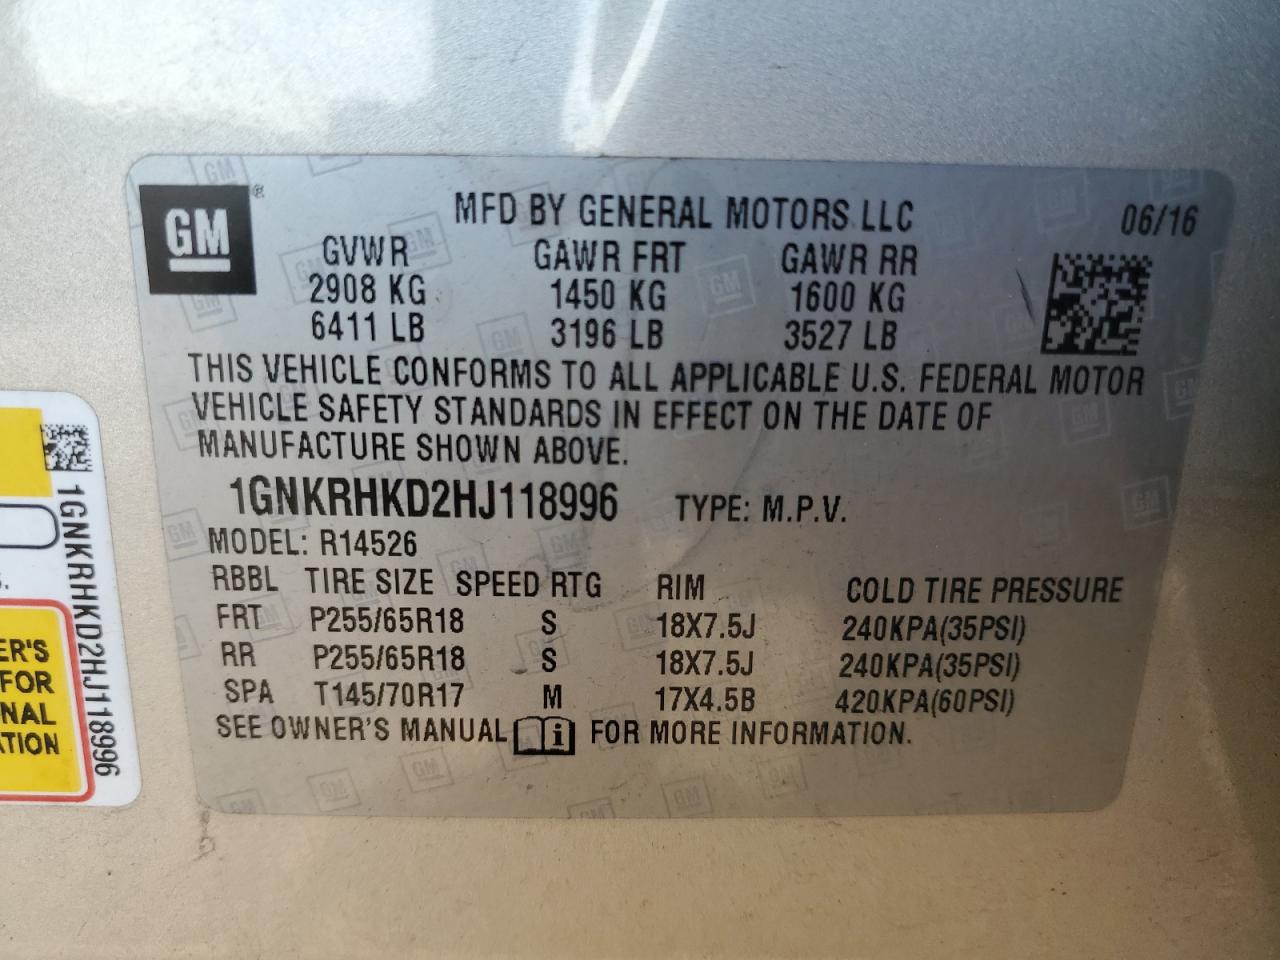 GM®
MFD BY GENERAL MOTORS LLC 06/16
GVWR GAWR FRT GAWR RR
2908 KG 1450 KG 1600 KG
6411 LB 3196 LB 3527 LB
THIS VEHICLE CONFORMS TO ALL APPLICABLE U.S. FEDERAL MOTOR
VEHICLE SAFETY STANDARDS IN EFFECT ON THE DATE OF
MANUFACTURE SHOWN ABOVE.
1GNKRHKD2HJ118996 TYPE: M.P.V.
MODEL: R14526
RBBL TIRE SIZE SPEED RTG RIM COLD TIRE PRESSURE
FRT P255/65R18 S 18X7.5J 240KPA(35PSI)
RR P255/65R18 S 18X7.5J 240KPA(35PSI)
SPA T145/70R17 M 17X4.5B 420KPA(60PSI)
SEE OWNER'S MANUAL i FOR MORE INFORMATION.
1GNKRHKD2HJ118996
S.
ER'S
FOR
NAL
TION